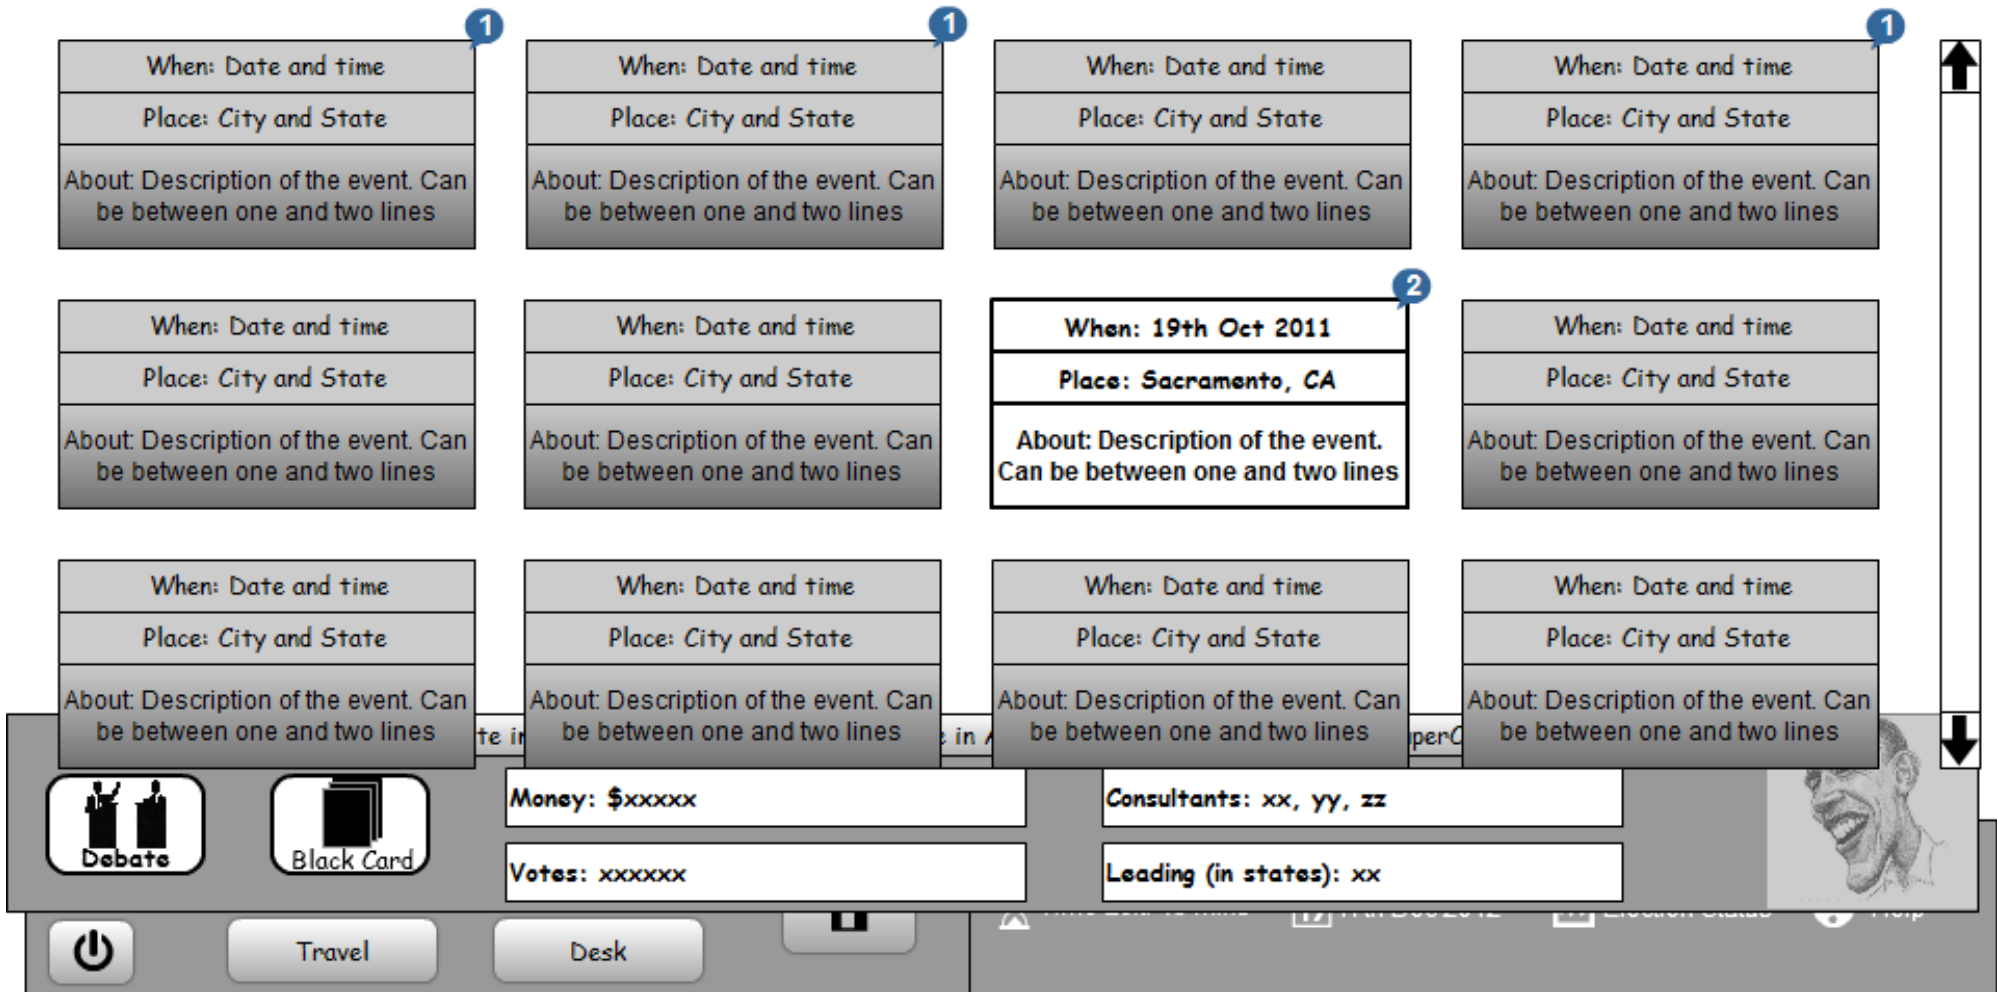 1
1
1
When: Date and time
When: Date and time
When: Date and time
When: Date and time
Place: City and State
Place: City and State
Place: City and State
Place: City and State
About: Description of the event. Can
be between one and two lines
About: Description of the event. Can
be between one and two lines
About: Description of the event. Can
be between one and two lines
About: Description of the event. Can
be between one and two lines
2
When: Date and time
When: Date and time
When: 19th Oct 2011
When: Date and time
Place: City and State
Place: City and State
Place: Sacramento, CA
Place: City and State
About: Description of the event. Can
be between one and two lines
About: Description of the event. Can
be between one and two lines
About: Description of the event.
Can be between one and two lines
About: Description of the event. Can
be between one and two lines
When: Date and time
When: Date and time
When: Date and time
When: Date and time
Place: City and State
Place: City and State
Place: City and State
Place: City and State
About: Description of the event. Can
be between one and two lines
About: Description of the event. Can
be between one and two lines
About: Description of the event. Can
be between one and two lines
About: Description of the event. Can
be between one and two lines
in
Debate
Black Card
Money: $xxxxx
Consultants: xx, yy, zz
Votes: xxxxxx
Leading (in states): xx
Travel
Desk
17th Dec 2012
Election Status
Help